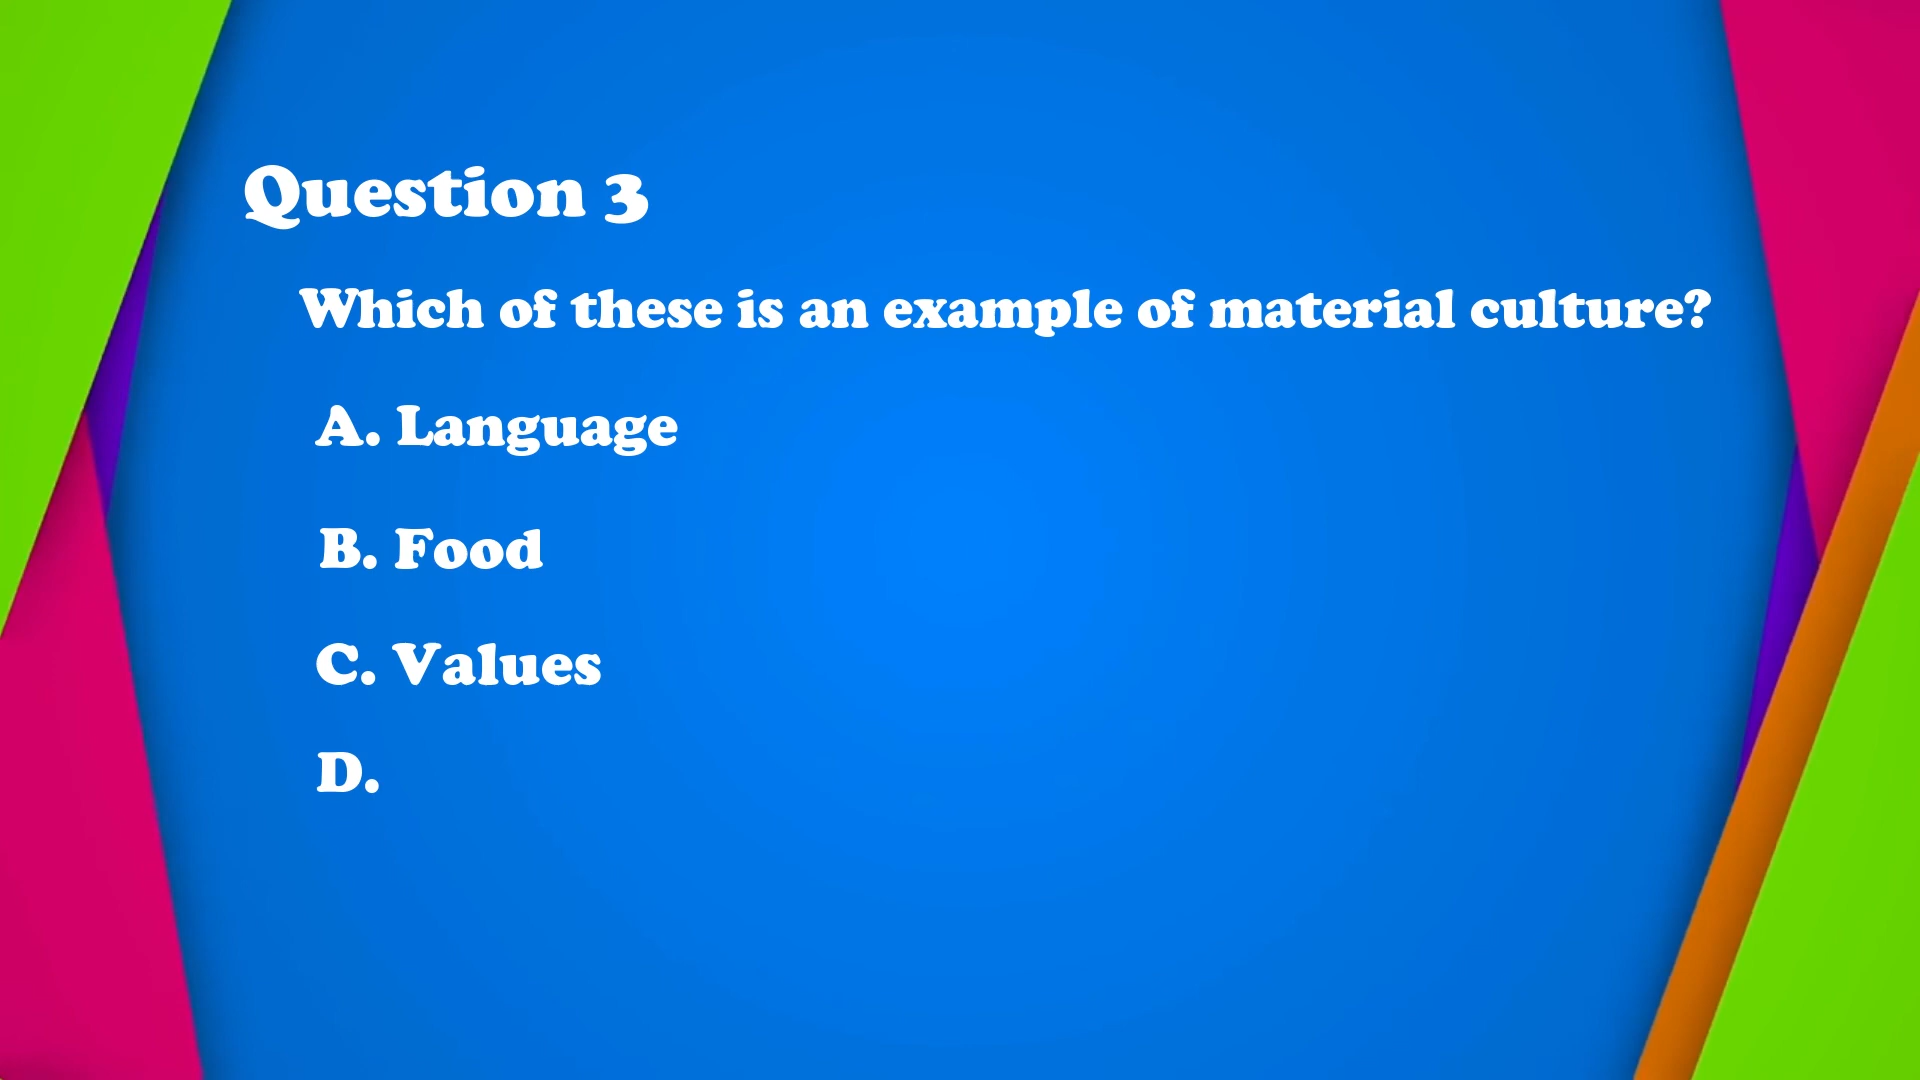 Question 3
Which of these is an example of material culture?
A. Language
B. Food
C. Values
D.